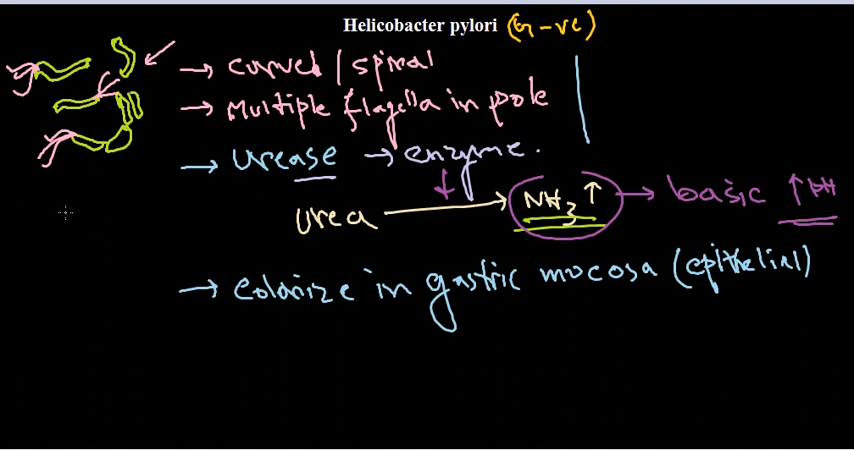 Helicobacter pylori (Gr-ve)
→ curved / spiral
→ Multiple flagella in pole
→ Urease → enzyme.
Urea → NH3 ↑ → basic ↑ pH
→ colonize in gastric mucosa (epithelial)